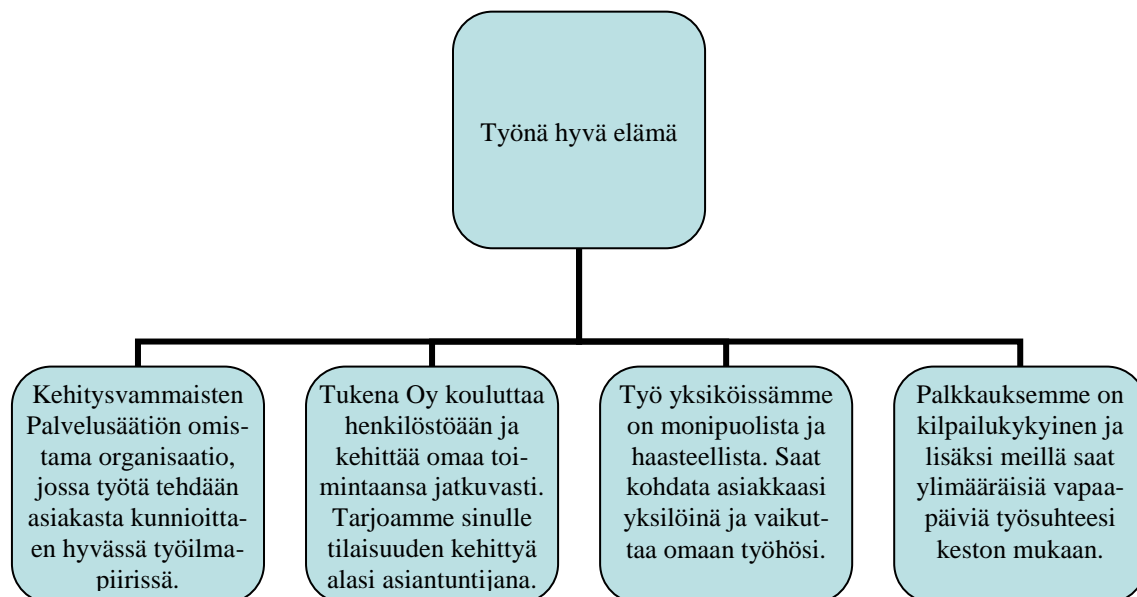 Työnä hyvä elämä
Kehitysvammaisten
Palvelusäätiön omis-
tama organisaatio,
jossa työtä tehdään
asiakasta kunnioitta-
en hyvässä työilma-
piirissä.
Tukena Oy kouluttaa
henkilöstöään ja
kehittää omaa toi-
mintaansa jatkuvasti.
Tarjoamme sinulle
tilaisuuden kehittyä
alasi asiantuntijana.
Työ yksiköissämme
on monipuolista ja
haasteellista. Saat
kohdata asiakkaasi
yksilöinä ja vaikut-
taa omaan työhösi.
Palkkauksemme on
kilpailukykyinen ja
lisäksi meillä saat
ylimääräisiä vapaa-
päiviä työsuhteesi
keston mukaan.